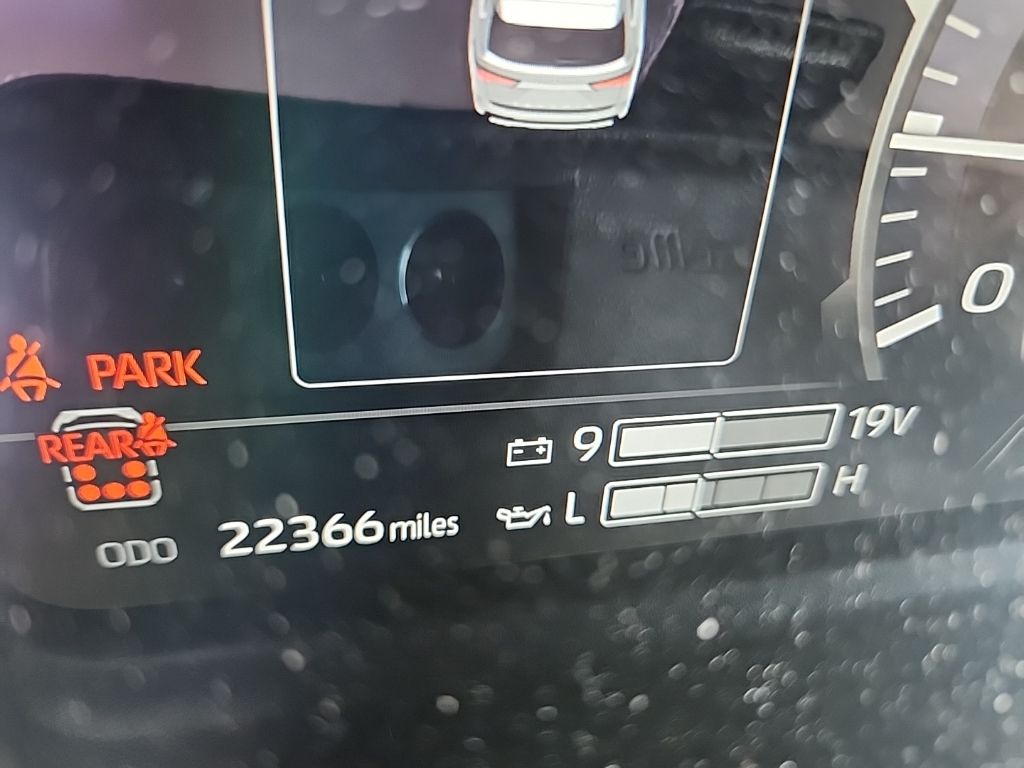 0
PARK
REAR
9 19V
L H
ODO 22366 miles